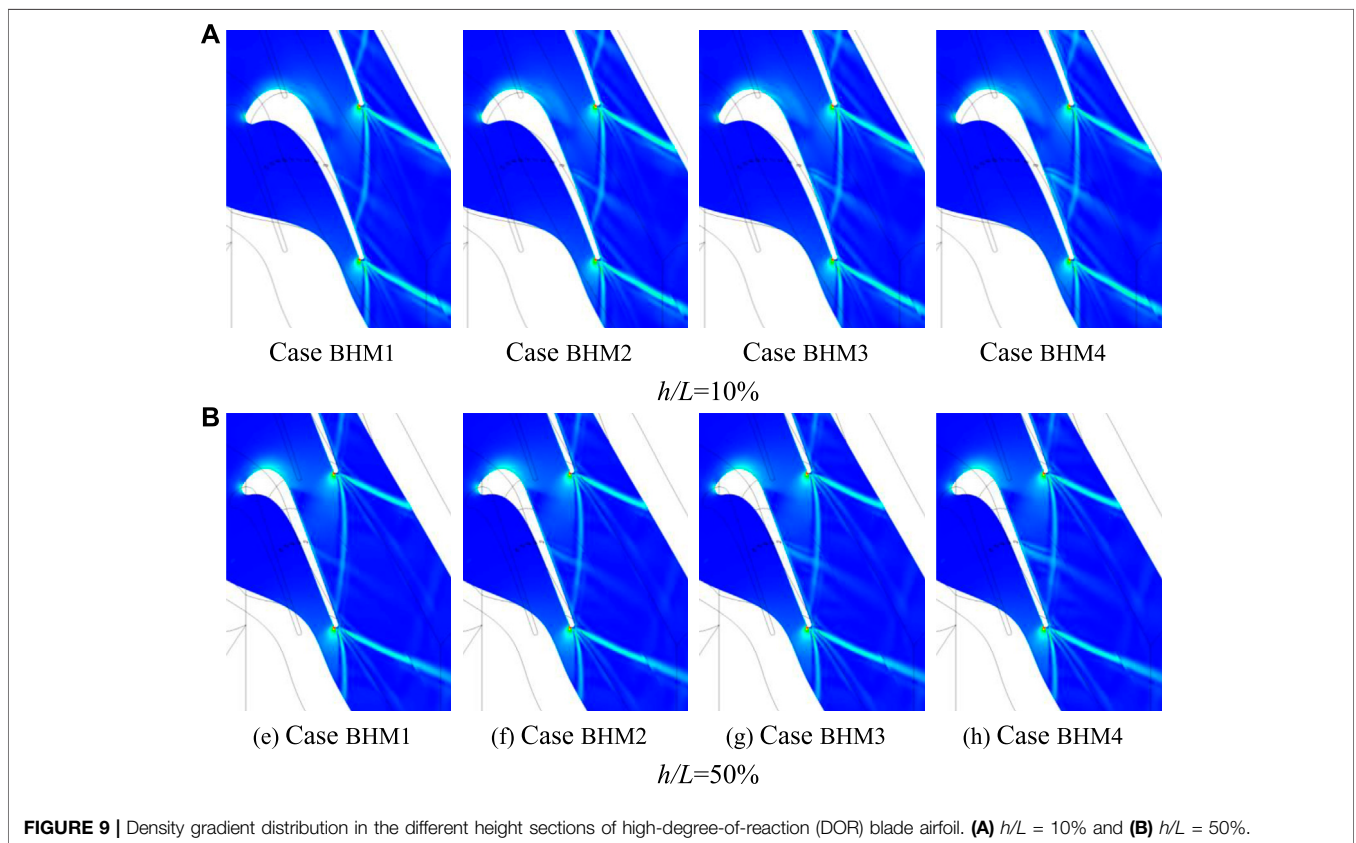 A
Case BHM1 Case BHM2 Case BHM3 Case BHM4
h/L=10%
B
(e) Case BHM1 (f) Case BHM2 (g) Case BHM3 (h) Case BHM4
h/L=50%
FIGURE 9 | Density gradient distribution in the different height sections of high-degree-of-reaction (DOR) blade airfoil. (A) h/L = 10% and (B) h/L = 50%.